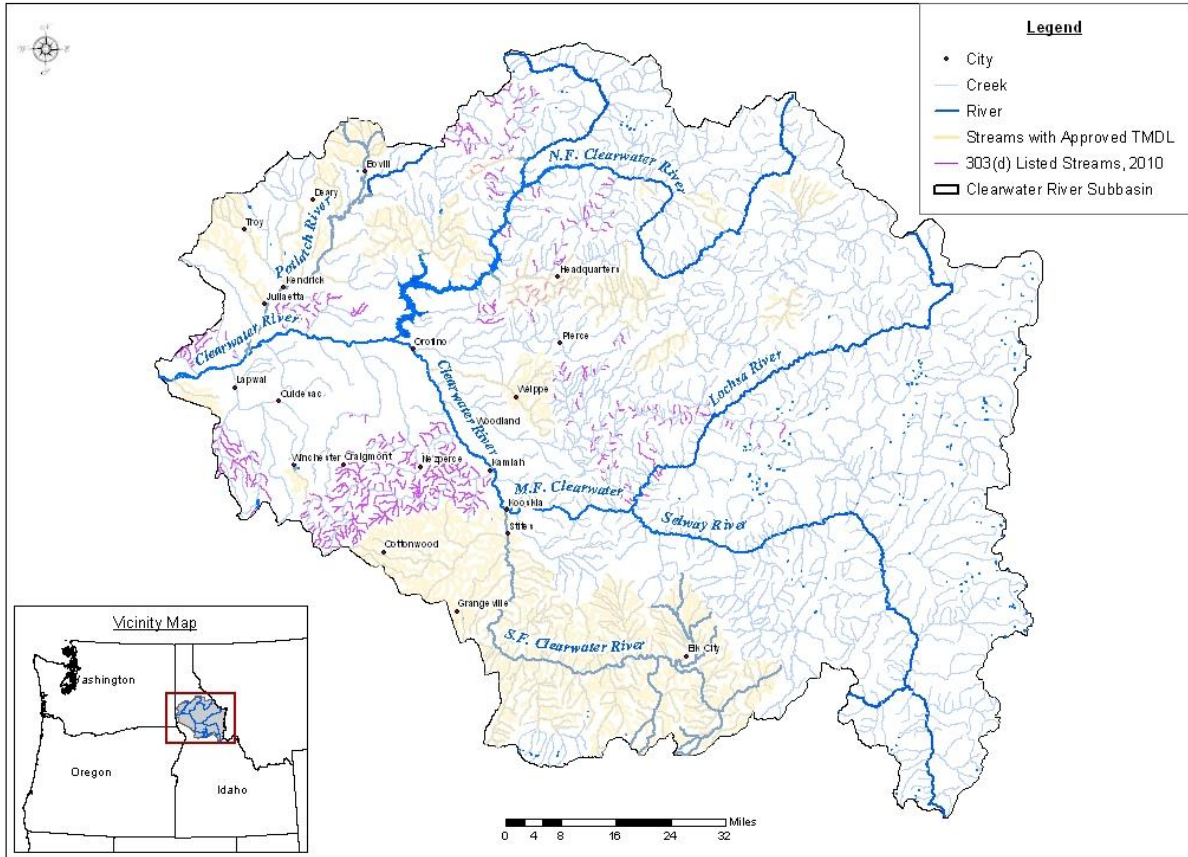 Legend
City
Creek
River
Streams with Approved TMDL
303(d) Listed Streams, 2010
Clearwater River Subbasin
N.F. Clearwater River
Bovill
Deary
Troy
Potlatch River
Kendrick
Juliaetta
Headquarters
Clearwater River
Orofino
Pierce
Lapwai
Culdesac
Clearwater River
Weippe
Lochsa River
Woodland
Winchester
Craigmont
Nezperce
Kamiah
M.F. Clearwater
Kooskia
Stites
Selway River
Cottonwood
Grangeville
S.F. Clearwater River
Elk City
Vicinity Map
Washington
Oregon
Idaho
Miles
0 4 8 16 24 32